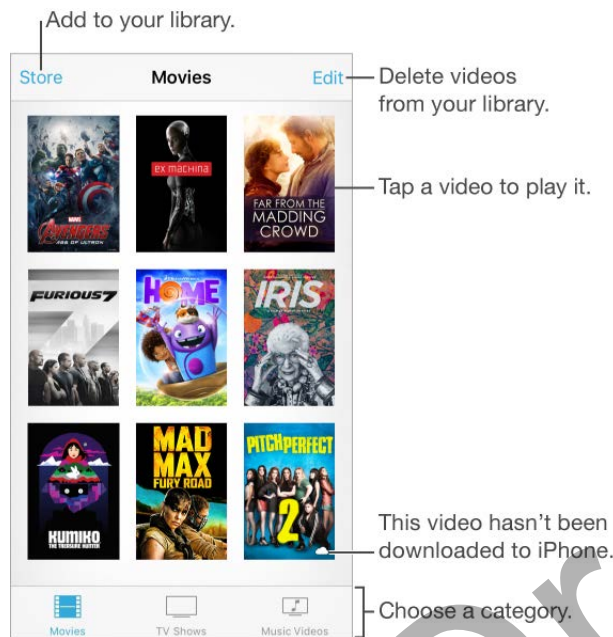 Add to your library.
Store Movies Edit
Delete videos
from your library.
MARVEL
AVENGERS
AGE OF ULTRON
ex machina
FAR FROM THE
MADDING
CROWD
Tap a video to play it.
FURIOUS 7
HOME
IRIS
KUMIKO
THE TREASURE HUNTER
MAD
MAX
FURY ROAD
PITCH PERFECT
2
This video hasn't been
downloaded to iPhone.
Movies TV Shows Music Videos
Choose a category.